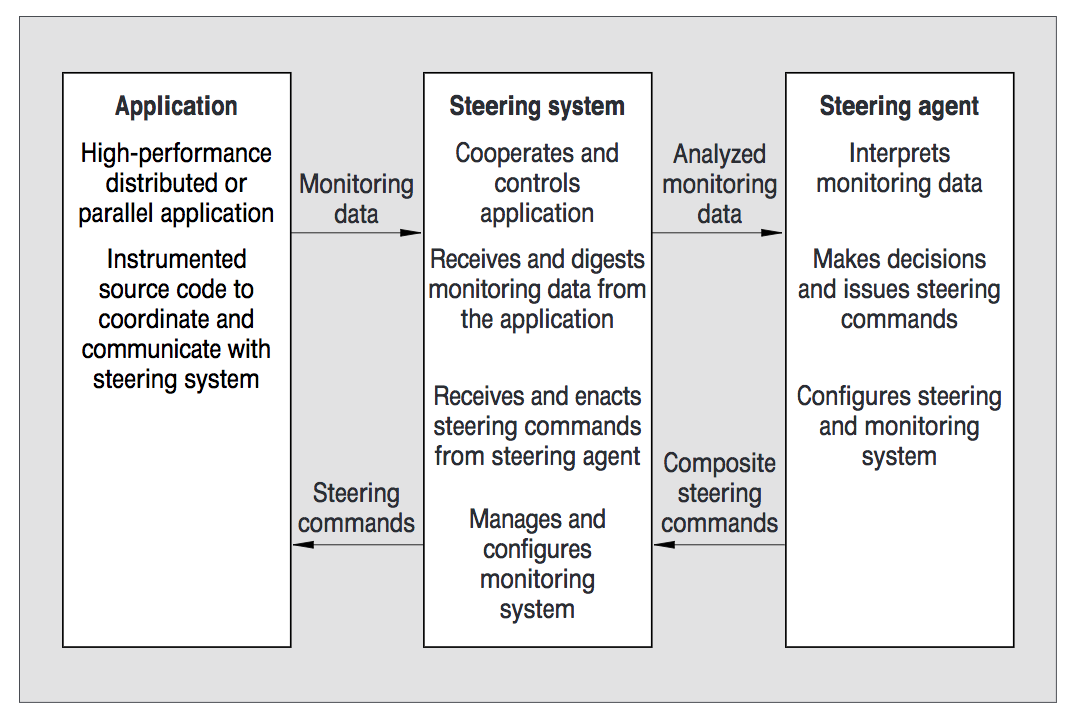 Application
High-performance
distributed or
parallel application
Instrumented
source code to
coordinate and
communicate with
steering system
Monitoring
data
Steering
commands
Steering system
Cooperates and
controls
application
Receives and digests
monitoring data from
the application
Receives and enacts
steering commands
from steering agent
Manages and
configures
monitoring
system
Analyzed
monitoring
data
Composite
steering
commands
Steering agent
Interprets
monitoring data
Makes decisions
and issues steering
commands
Configures steering
and monitoring
system